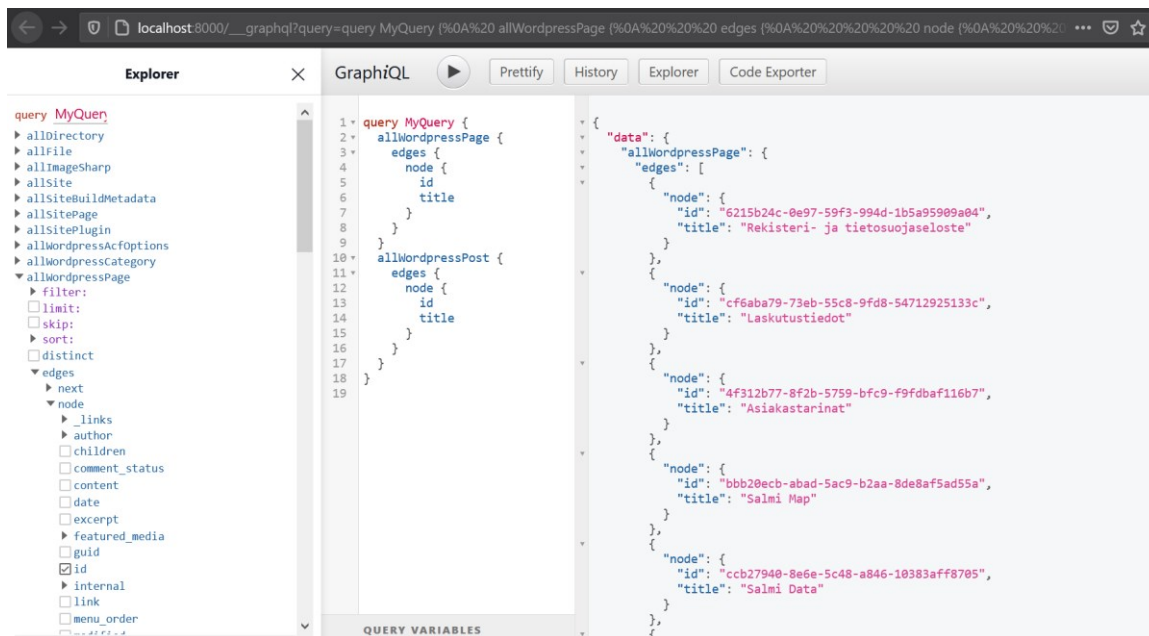 localhost:8000/___graphql?query=query MyQuery {%0A%20 allWordpressPage {%0A%20%20%20 edges {%0A%20%20%20%20%20 node {%0A%20%20%20%20
Explorer
query MyQuery
allDirectory
allFile
allImageSharp
allSite
allSiteBuildMetadata
allSitePage
allSitePlugin
allWordpressAcfOptions
allWordpressCategory
allWordpressPage
filter:
limit:
skip:
sort:
distinct
edges
next
node
_links
author
children
comment_status
content
date
excerpt
featured_media
guid
id
internal
link
menu_order
GraphiQL Prettify History Explorer Code Exporter
1 query MyQuery {
2 allWordpressPage {
3 edges {
4 node {
5 id
6 title
7 }
8 }
9 }
10 allWordpressPost {
11 edges {
12 node {
13 id
14 title
15 }
16 }
17 }
18 }
19
QUERY VARIABLES
{
"data": {
"allWordpressPage": {
"edges": [
{
"node": {
"id": "6215b24c-0e97-59f3-994d-1b5a95909a04",
"title": "Rekisteri- ja tietosuojaseloste"
}
},
{
"node": {
"id": "cf6aba79-73eb-55c8-9fd8-54712925133c",
"title": "Laskutustiedot"
}
},
{
"node": {
"id": "4f312b77-8f2b-5759-bfc9-f9fdbaf116b7",
"title": "Asiakastarinat"
}
},
{
"node": {
"id": "bbb20ecb-abad-5ac9-b2aa-8de8af5ad55a",
"title": "Salmi Map"
}
},
{
"node": {
"id": "ccb27940-8e6e-5c48-a846-10383aff8705",
"title": "Salmi Data"
}
},
{